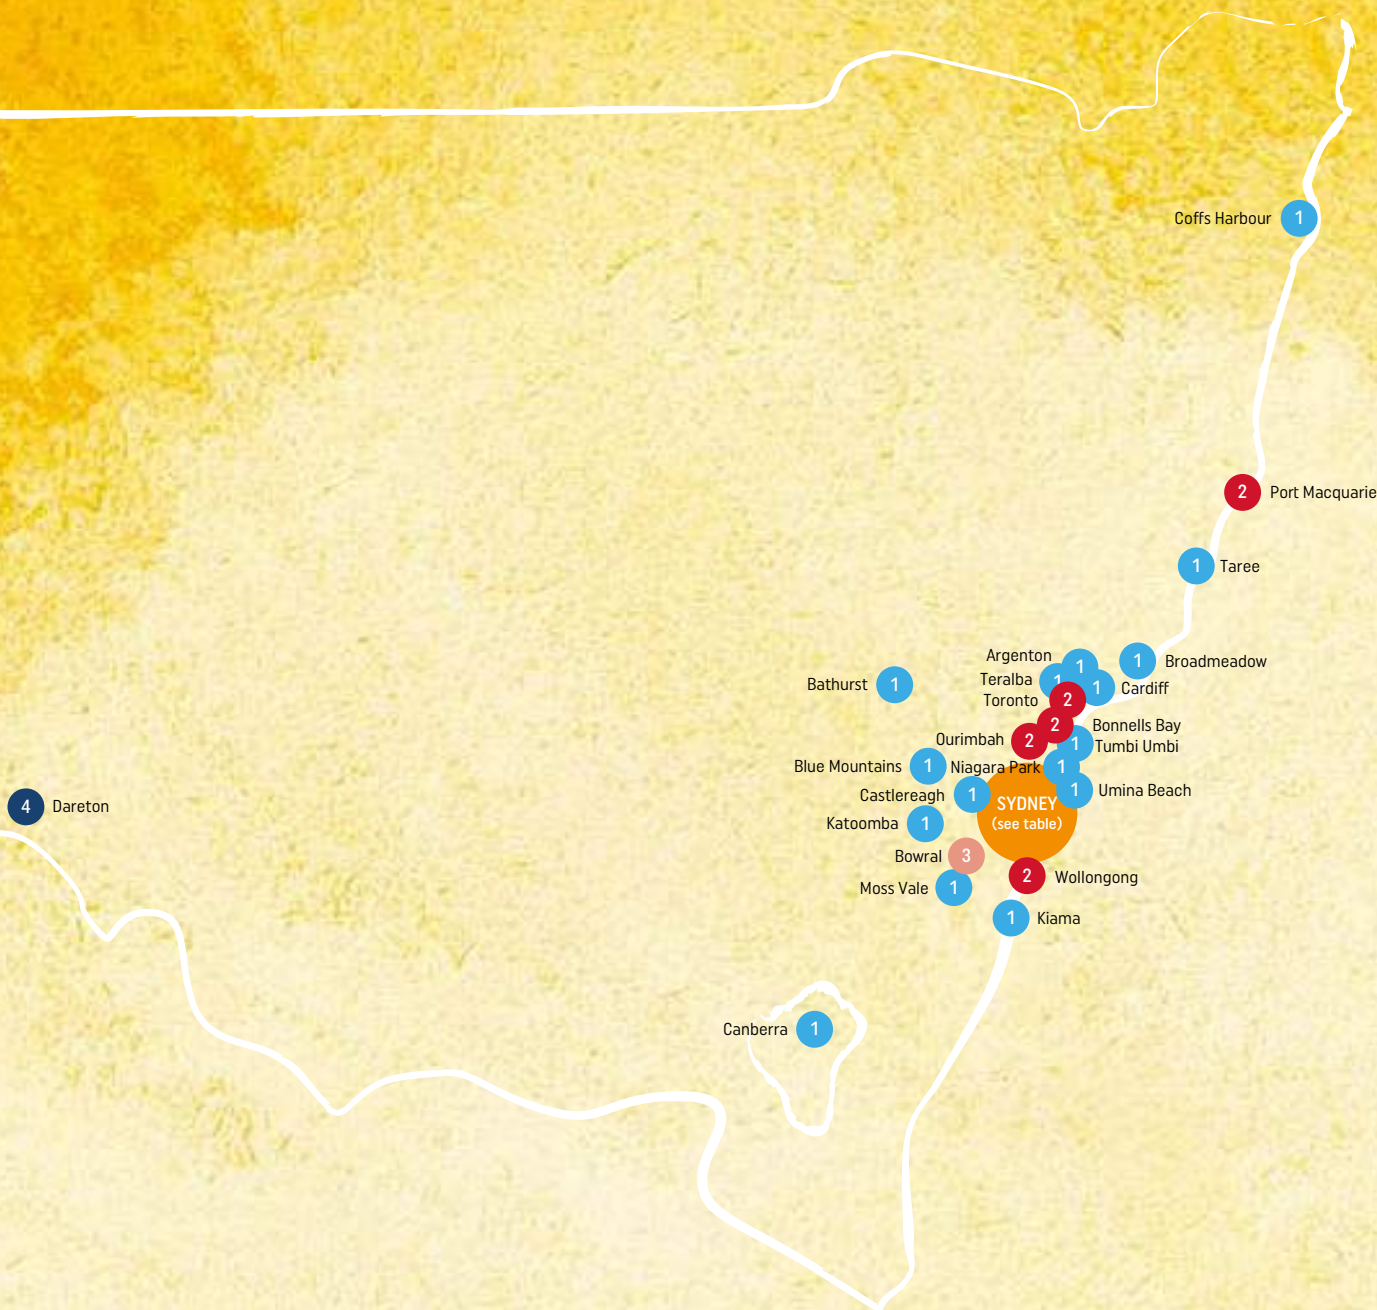 Coffs Harbour 1
2 Port Macquarie
1 Taree
Argenton 1
1 Broadmeadow
Teralba 1
1 Cardiff
Bathurst 1
Toronto 2
2 Bonnells Bay
Ourimbah 2
1 Tumbi Umbi
Blue Mountains 1
Niagara Park 1
Castlereagh 1
1 Umina Beach
SYDNEY
(see table)
4 Dareton
Katoomba 1
Bowral 3
2 Wollongong
Moss Vale 1
1 Kiama
Canberra 1